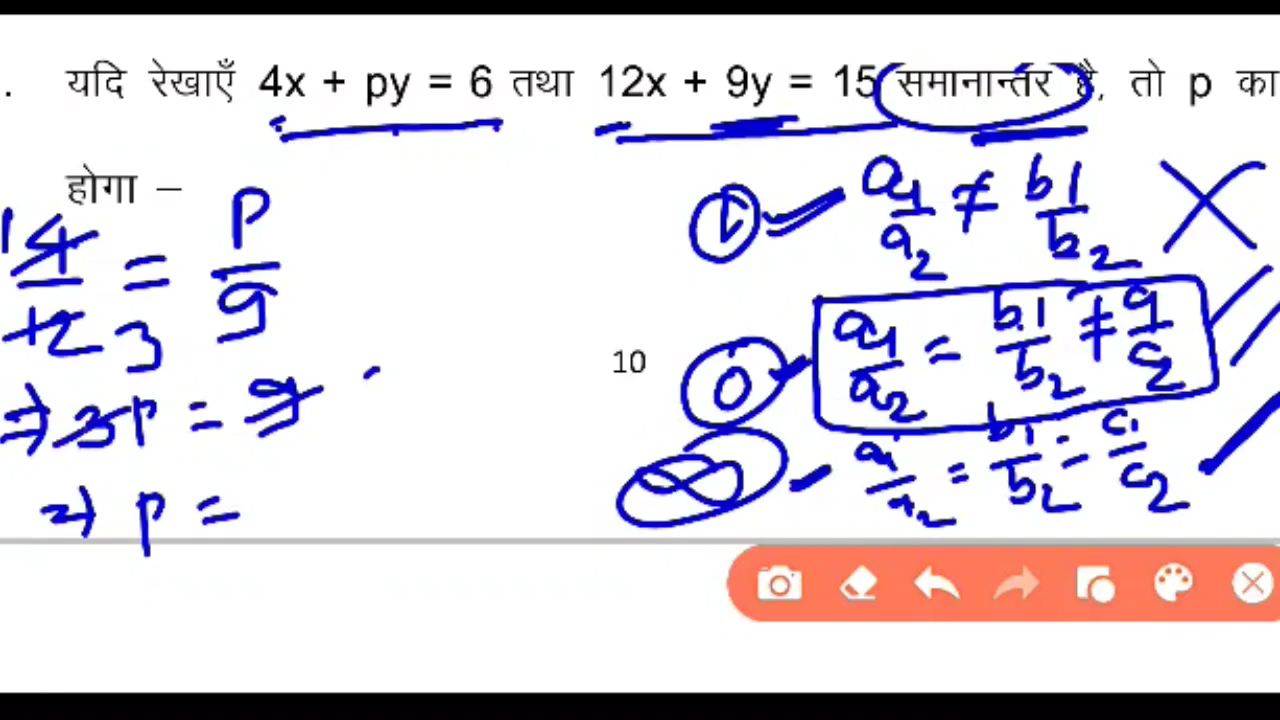 . यदि रेखाएँ 4x + py = 6 तथा 12x + 9y = 15 समानान्तर है, तो p का
होगा –
14/12 3 = p/9
⇒ 3p = 9
⇒ p =
1 a1/a2 ≠ b1/b2
10
0 a1/a2 = b1/b2 ≠ c1/c2
∞ a1/a2 = b1/b2 = c1/c2